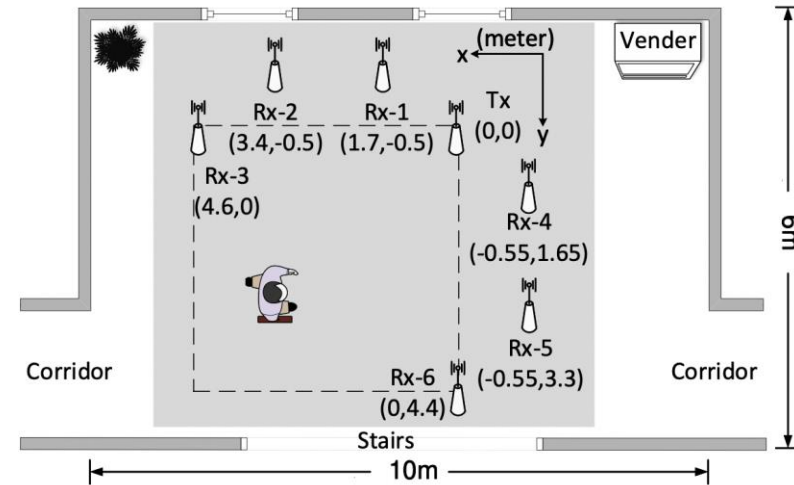 (meter)
x
y
Vender
Tx
(0,0)
Rx-2
(3.4,-0.5)
Rx-1
(1.7,-0.5)
Rx-3
(4.6,0)
Rx-4
(-0.55,1.65)
6m
Rx-5
(-0.55,3.3)
Rx-6
(0,4.4)
Corridor
Corridor
Stairs
10m